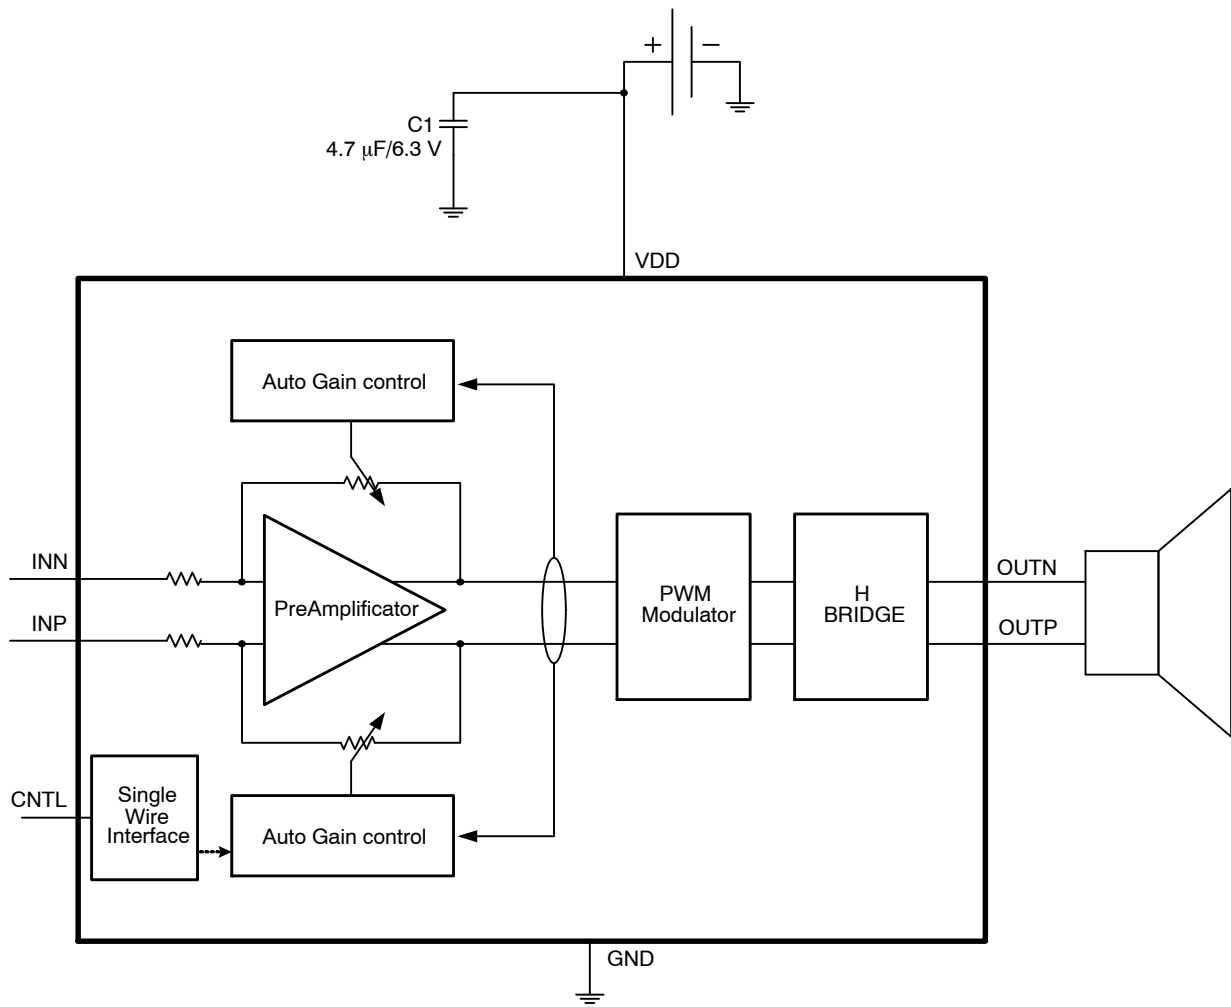 + −
C1
4.7 μF/6.3 V
VDD
Auto Gain control
INN
INP
PreAmplificator
PWM
Modulator
H
BRIDGE
OUTN
OUTP
CNTL
Single
Wire
Interface
Auto Gain control
GND